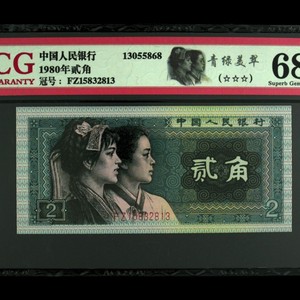 CG
中国人民银行
1980年贰角
冠号：FZ15832813
13055868
青绿美翠
(☆☆☆)
68
Superb Gem
中国人民银行
贰角
FZ15832813
2
2